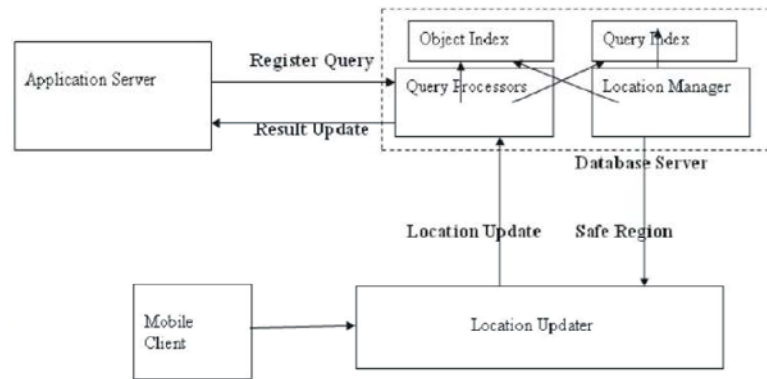 Object Index
Query Index
Register Query
Application Server
Query Processors
Location Manager
Result Update
Database Server
Location Update
Safe Region
Mobile
Client
Location Updater